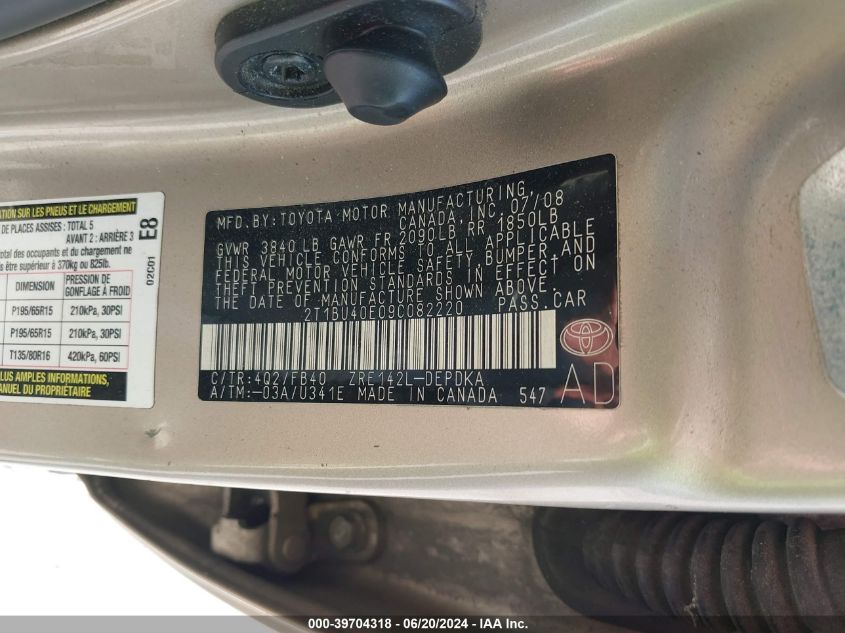 ATION SUR LES PNEUS ET LE CHARGEMENT
DE PLACES ASSISES : TOTAL 5
AVANT 2 : ARRIÈRE 3
total des occupants et du chargement ne
être supérieur à 370kg ou 825lb.
DIMENSION PRESSION DE GONFLAGE À FROID
P195/65R15 210kPa, 30PSI
P195/65R15 210kPa, 30PSI
T135/80R16 420kPa, 60PSI
PLUS AMPLES INFORMATIONS,
MANUEL DU PROPRIÉTAIRE
E8
02C01
MFD. BY: TOYOTA MOTOR MANUFACTURING
CANADA, INC. 07/08
GVWR 3840 LB GAWR FR 2090LB RR 1850LB
THIS VEHICLE CONFORMS TO ALL APPLICABLE
FEDERAL MOTOR VEHICLE SAFETY, BUMPER AND
THEFT PREVENTION STANDARDS IN EFFECT ON
THE DATE OF MANUFACTURE SHOWN ABOVE.
2T1BU40E09C082220 PASS.CAR
C/TR:4Q2/FB40 ZRE142L-DEPDKA
A/TM:-03A/U341E MADE IN CANADA 547
AD
000-39704318 - 06/20/2024 - IAA, Inc.